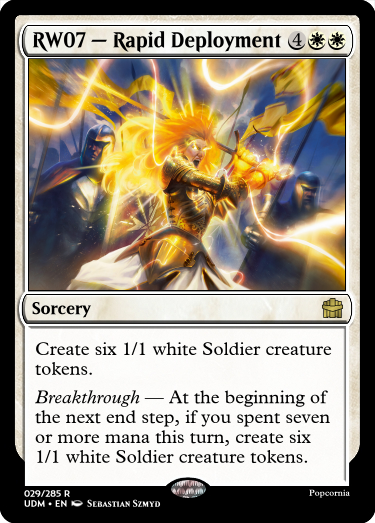 RW07 — Rapid Deployment 4
Sorcery
Create six 1/1 white Soldier creature
tokens.
Breakthrough — At the beginning of
the next end step, if you spent seven
or more mana this turn, create six
1/1 white Soldier creature tokens.
029/285 R
UDM • EN Sebastian Szmyd
Popcornia